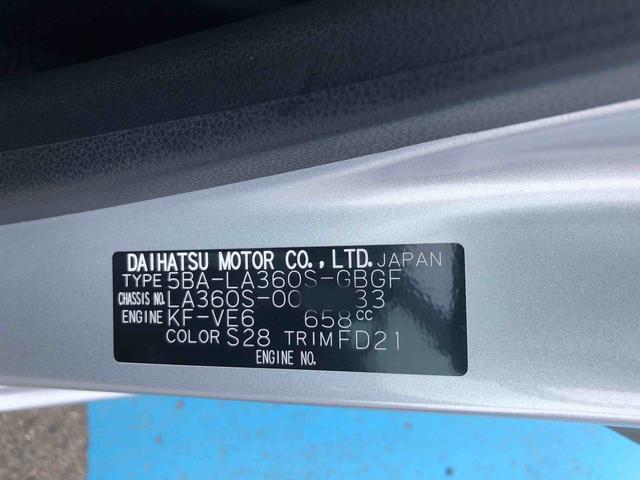 DAIHATSU MOTOR CO., LTD. JAPAN
TYPE 5BA-LA360S-GBGF
CHASSIS NO. LA360S-00 33
ENGINE KF-VE6 658cc
COLOR S28 TRIM FD21
ENGINE NO.